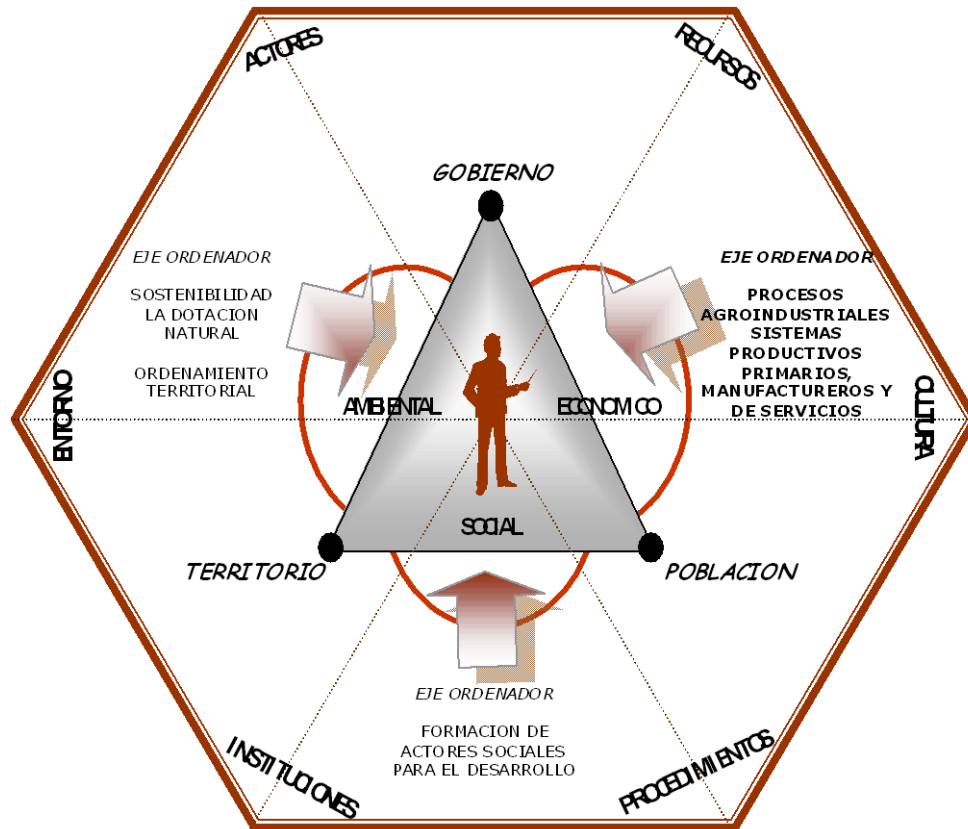 ACTORES
RECURSOS
GOBIERNO
EJE ORDENADOR
SOSTENIBILIDAD
LA DOTACION
NATURAL
ORDENAMIENTO
TERRITORIAL
EJE ORDENADOR
PROCESOS
AGROINDUSTRIALES
SISTEMAS
PRODUCTIVOS
PRIMARIOS,
MANUFACTUREROS Y
DE SERVICIOS
ENTORNO
AMBIENTAL
ECONOMICO
CULTURA
SOCIAL
TERRITORIO
POBLACION
EJE ORDENADOR
FORMACION DE
ACTORES SOCIALES
PARA EL DESARROLLO
INSTITUCIONES
PROCEDIMIENTOS